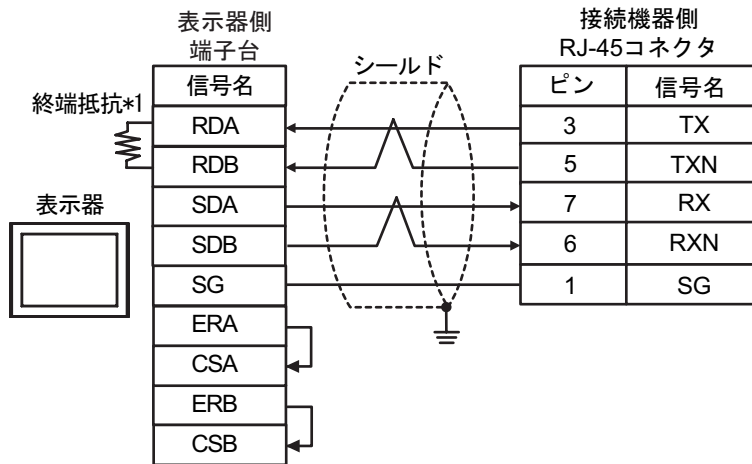 表示器側
端子台
接続機器側
RJ-45コネクタ
シールド
終端抵抗*1
表示器
信号名
RDA
RDB
SDA
SDB
SG
ERA
CSA
ERB
CSB
ピン 信号名
3 TX
5 TXN
7 RX
6 RXN
1 SG